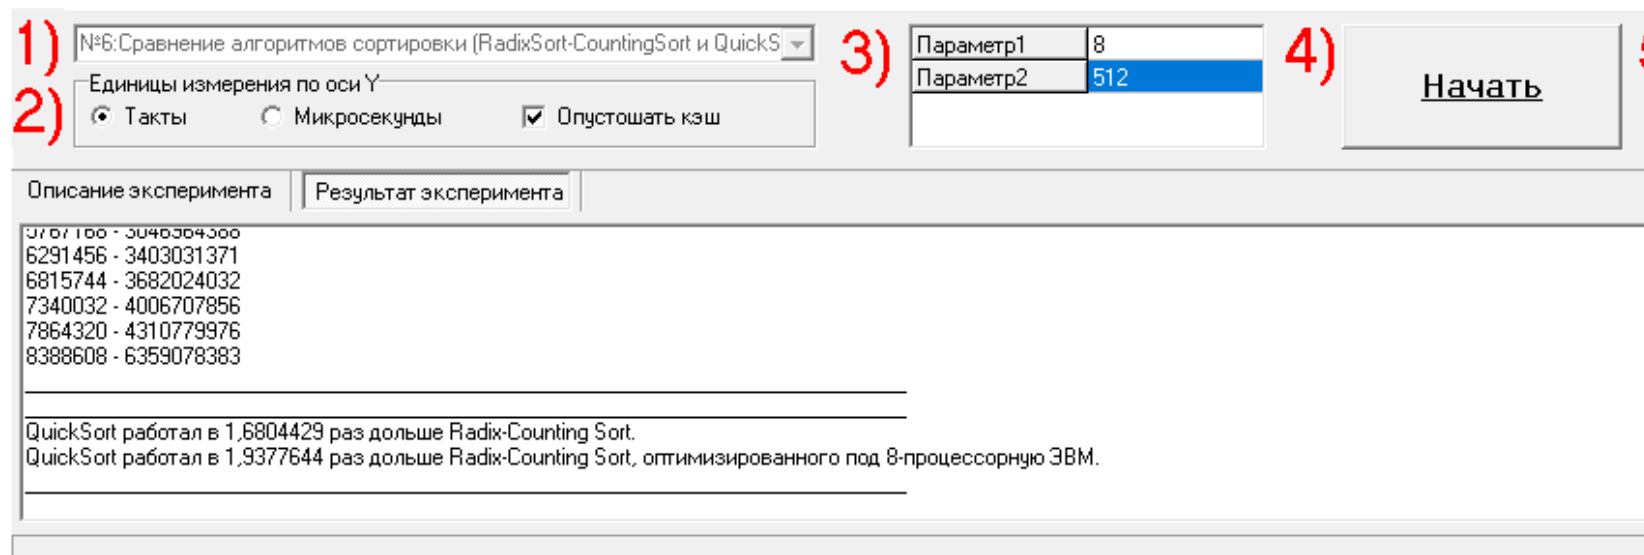 1)
№6:Сравнение алгоритмов сортировки (RadixSort-CountingSort и QuickS
2)
Единицы измерения по оси Y
Такты
Микросекунды
Опустошать кэш
3)
Параметр1 8
Параметр2 512
4)
Начать
Описание эксперимента
Результат эксперимента
5767168 - 3046364388
6291456 - 3403031371
6815744 - 3682024032
7340032 - 4006707856
7864320 - 4310779976
8388608 - 6359078383
QuickSort работал в 1,6804429 раз дольше Radix-Counting Sort.
QuickSort работал в 1,9377644 раз дольше Radix-Counting Sort, оптимизированного под 8-процессорную ЭВМ.